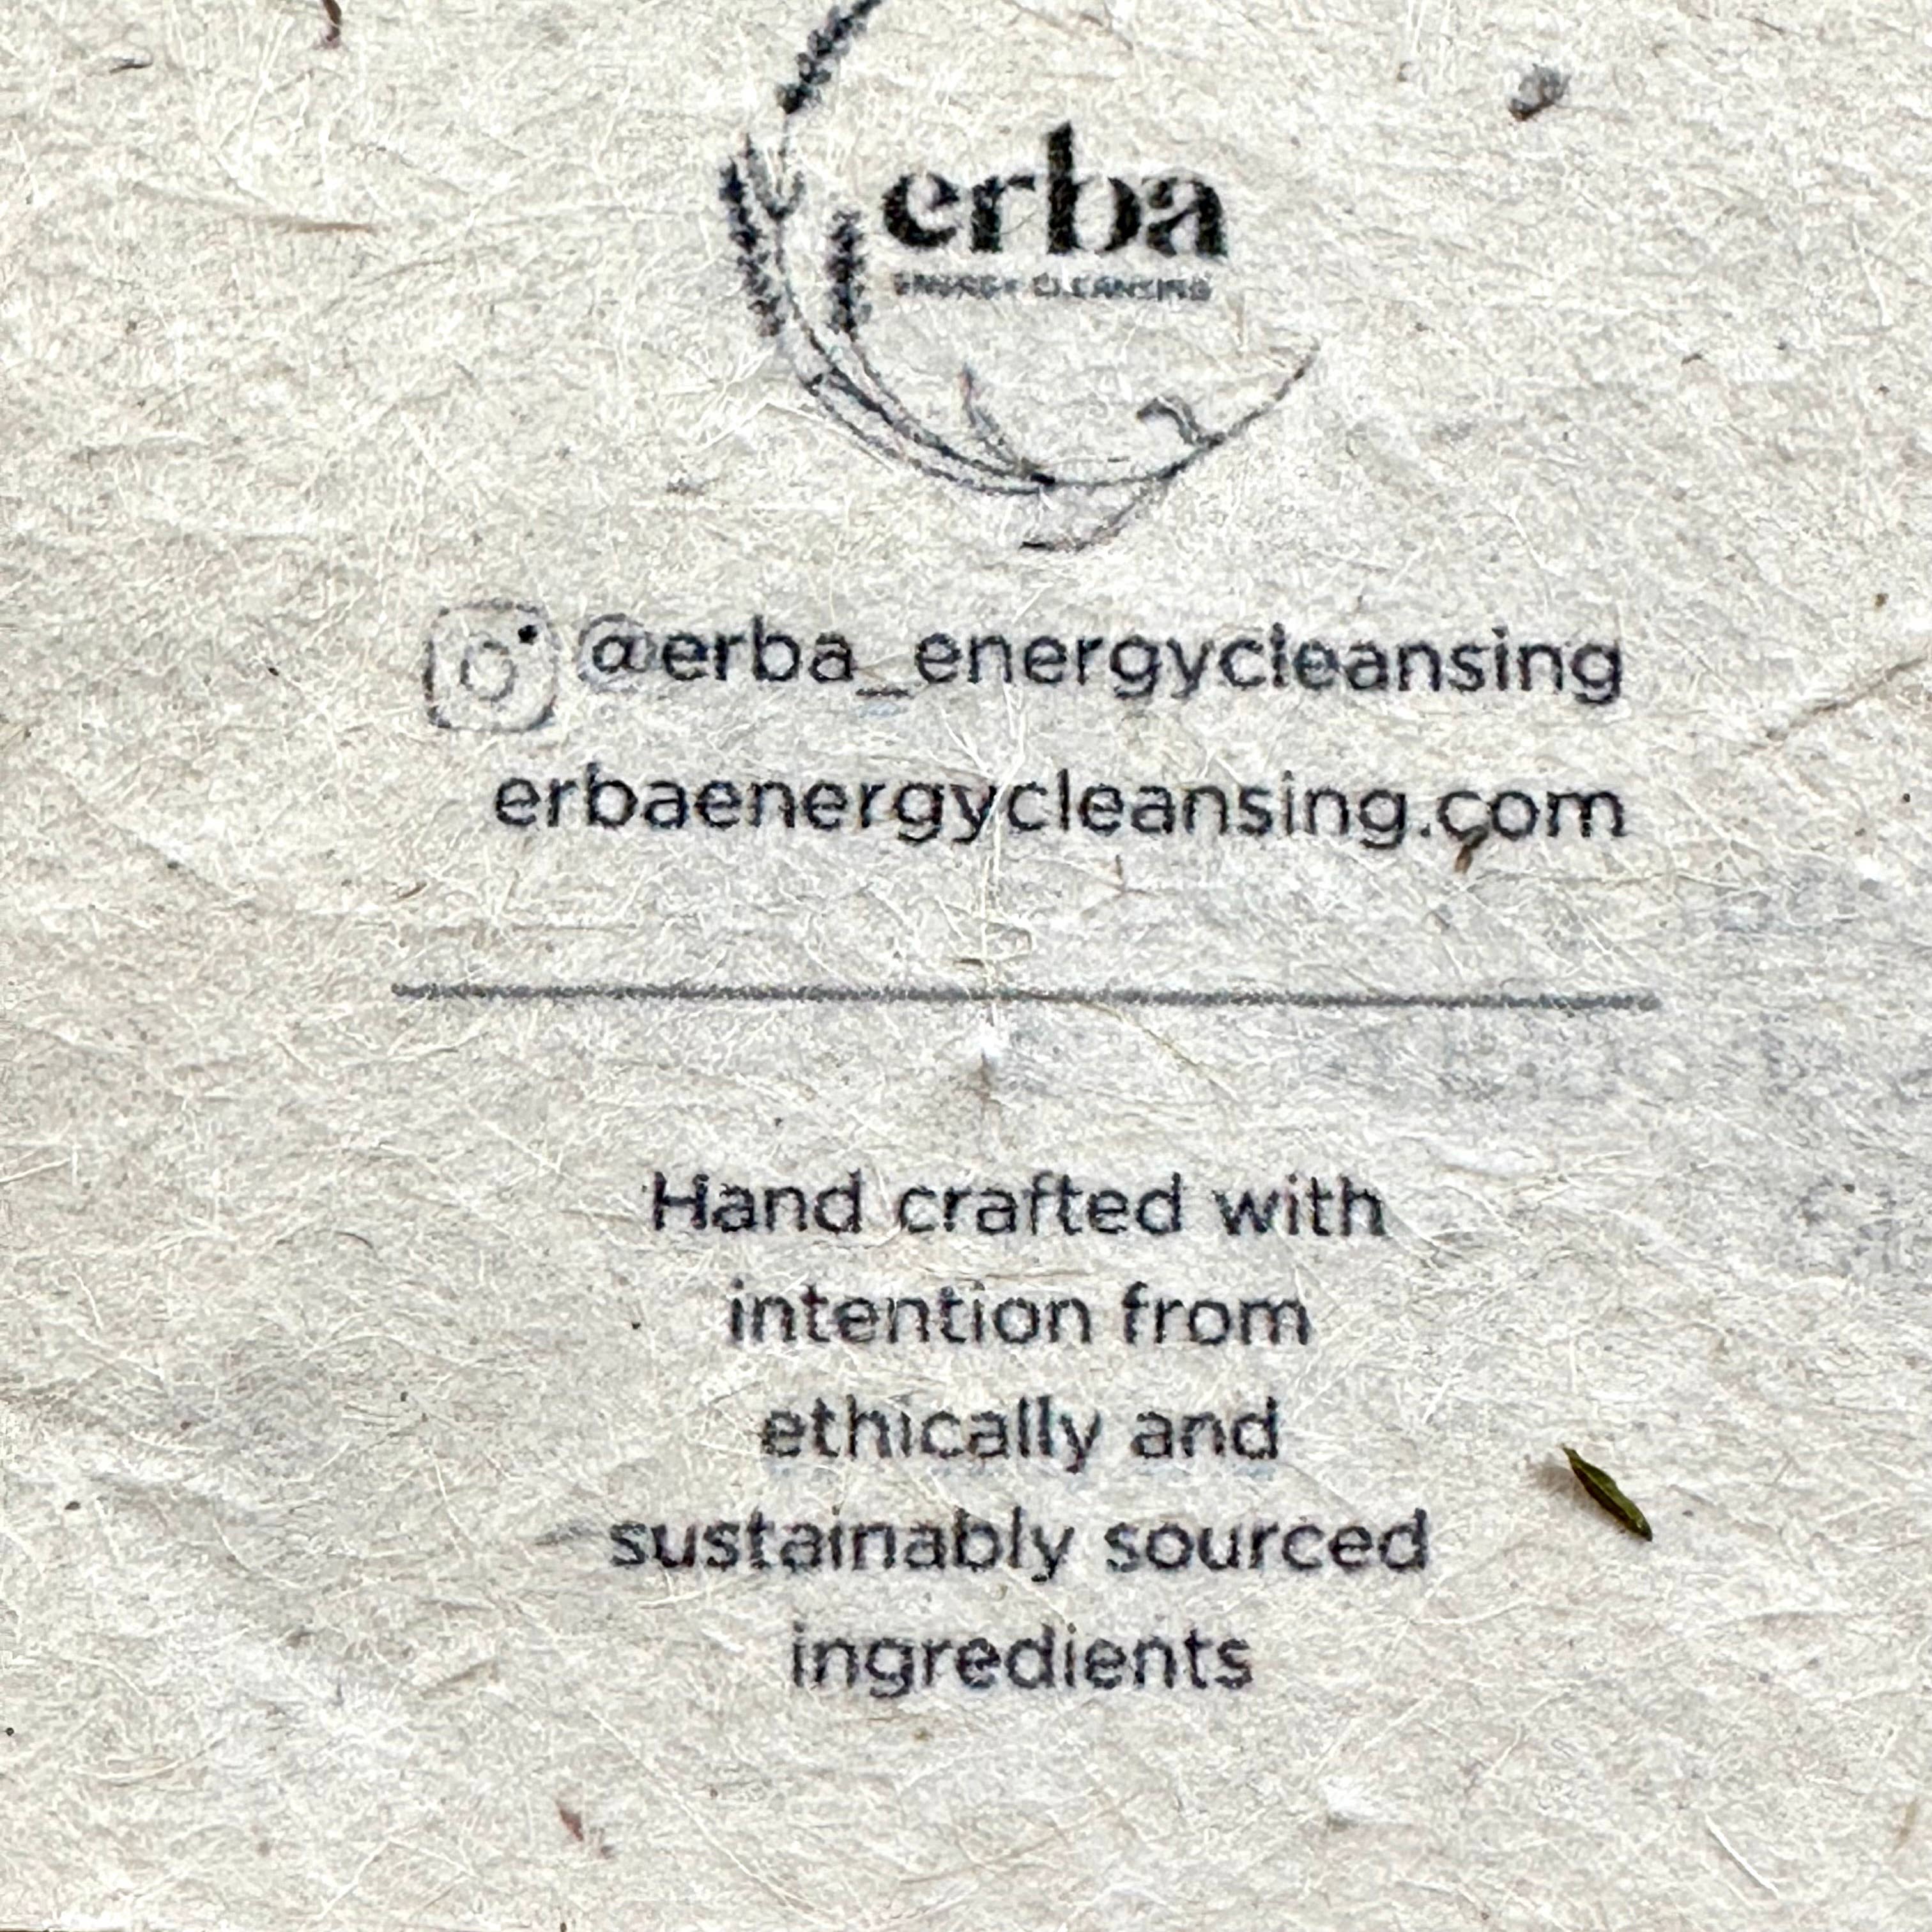 erba
ENERGY CLEANSING
@erba_energycleansing
erbaenergycleansing.com
Hand crafted with
intention from
ethically and
sustainably sourced
ingredients